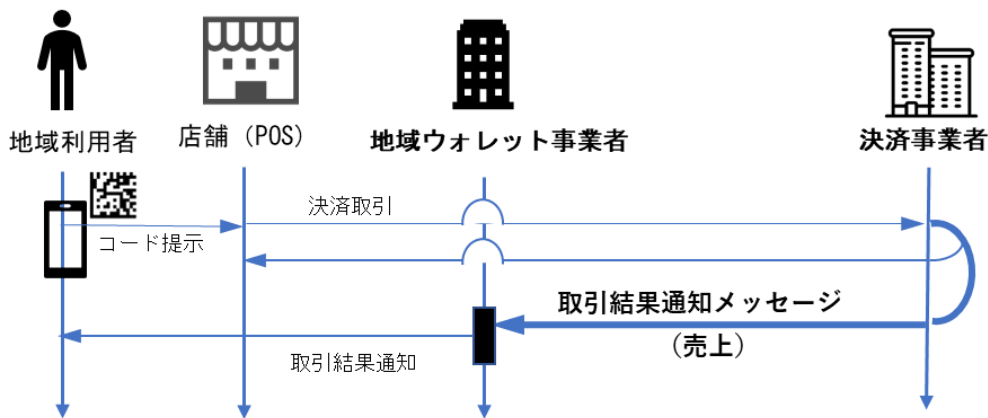 地域利用者
店舗（POS）
地域ウォレット事業者
決済事業者
決済取引
コード提示
取引結果通知メッセージ
（売上）
取引結果通知